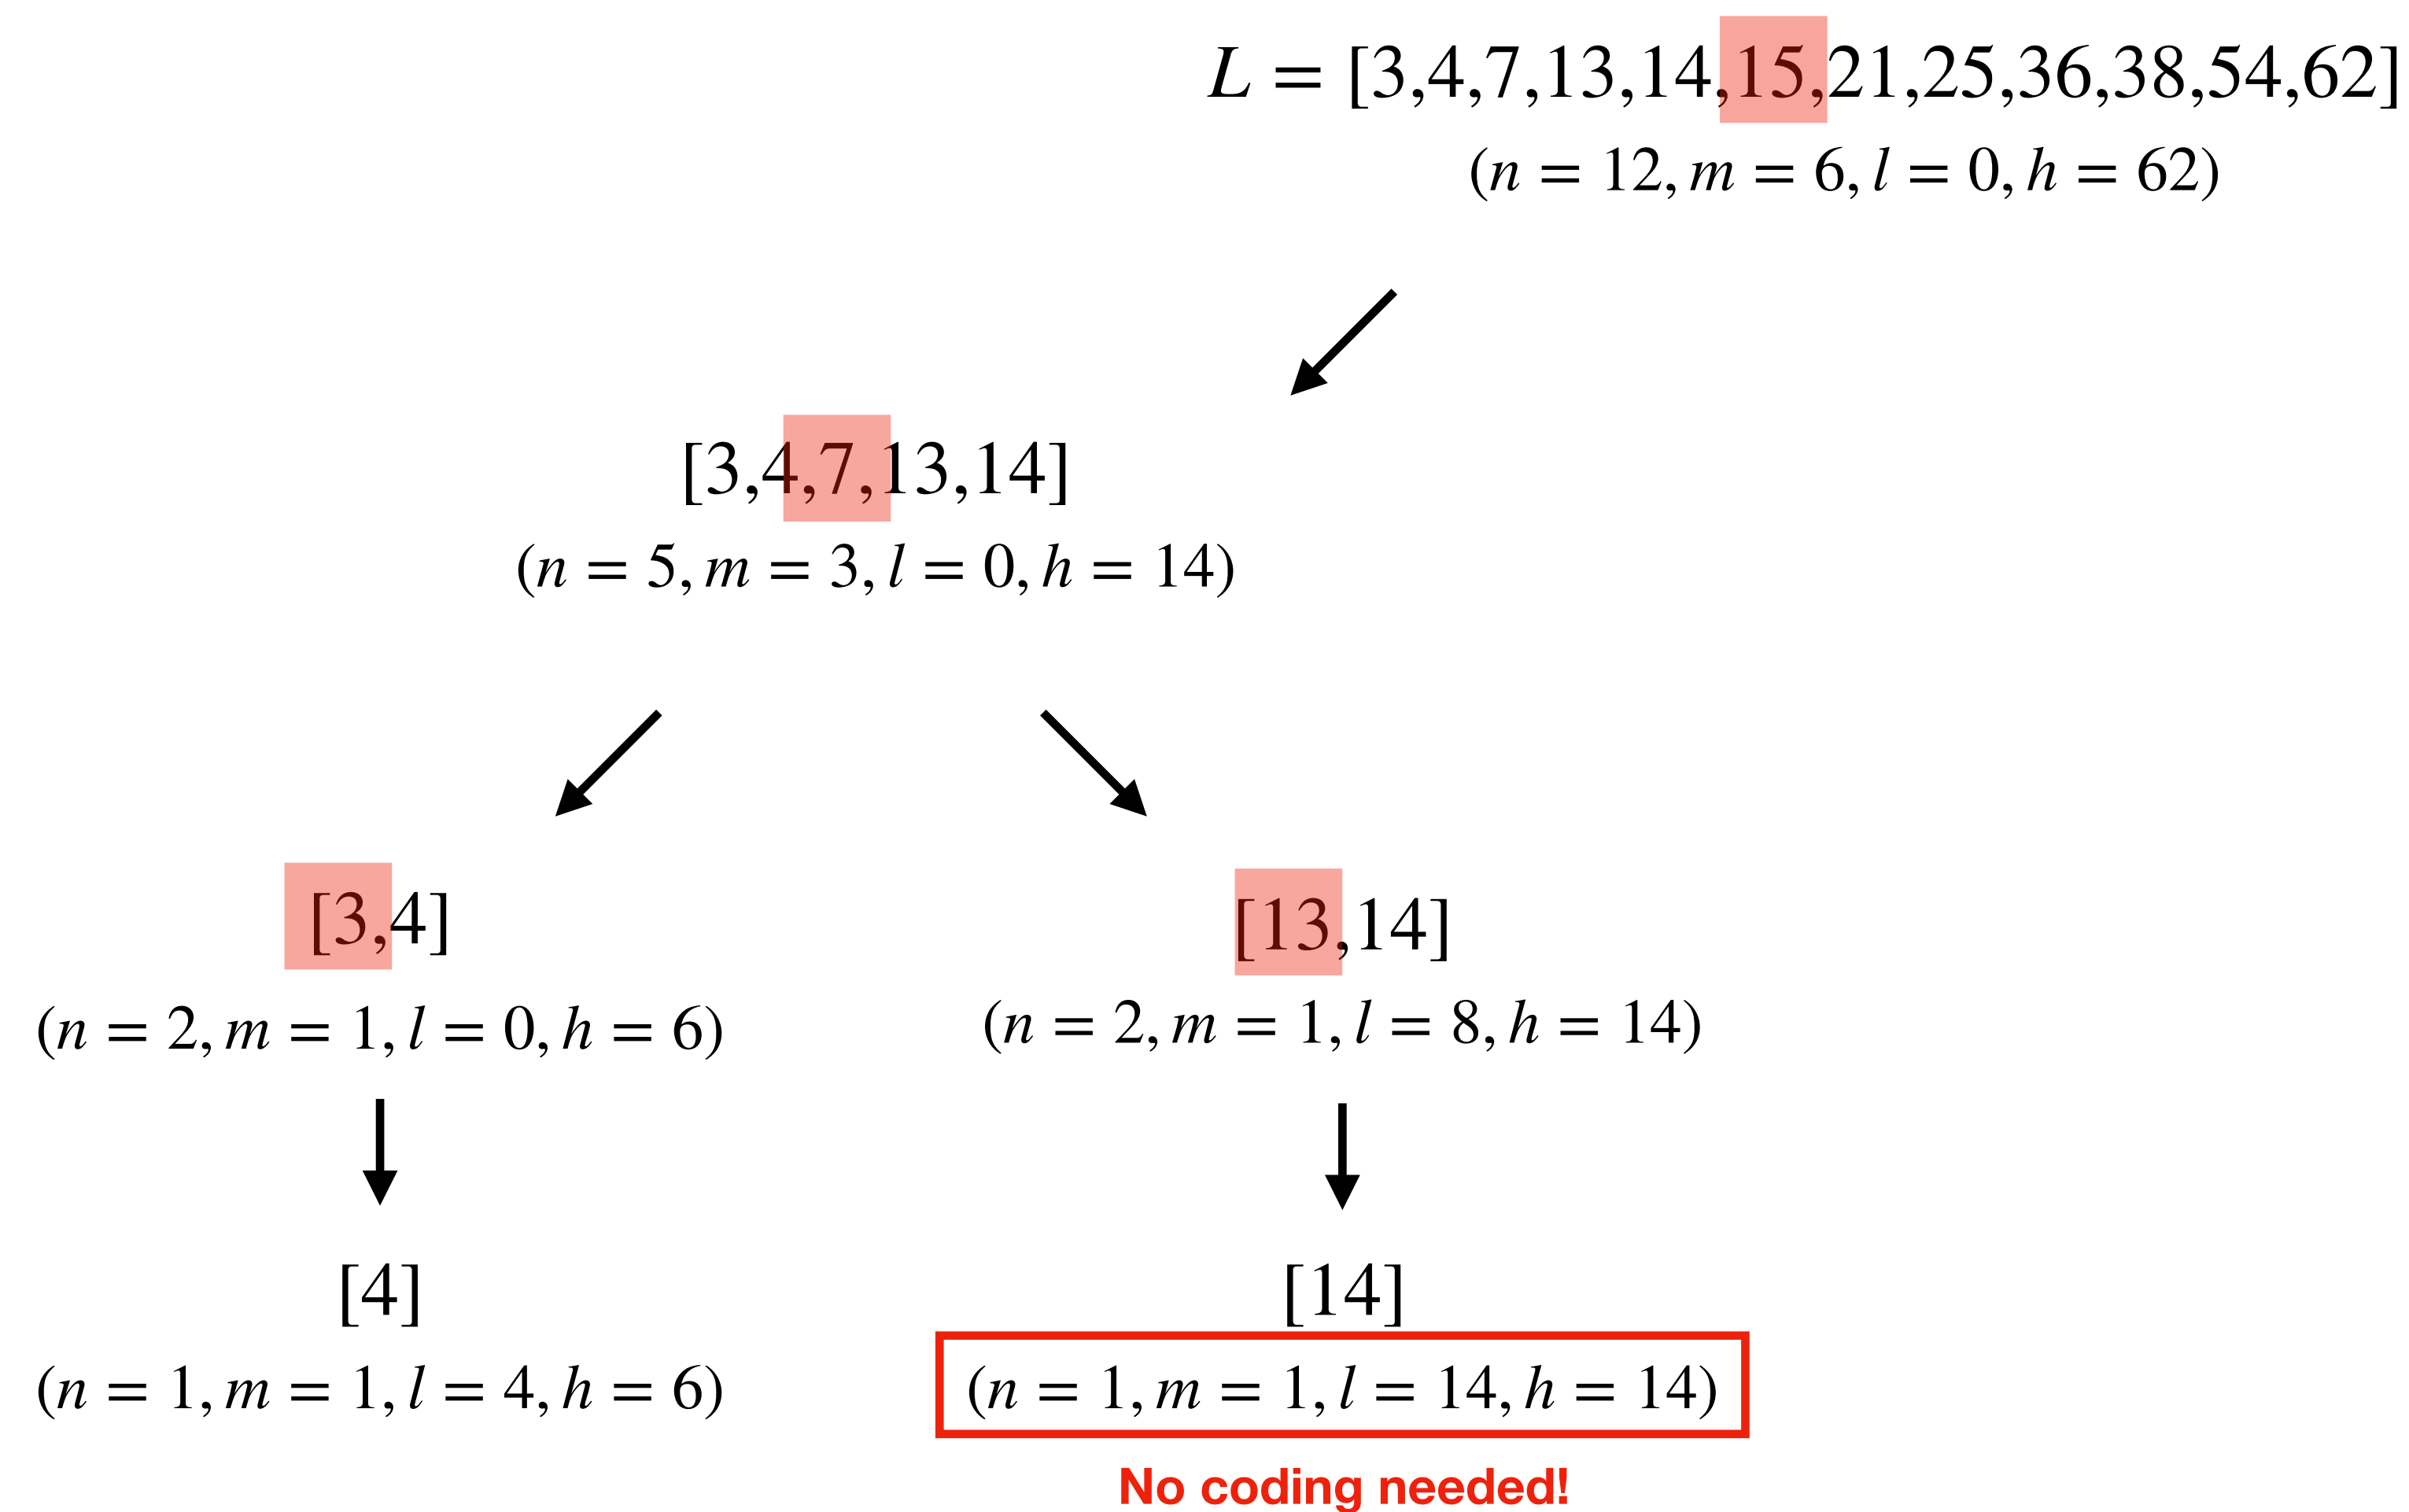 L = [3,4,7,13,14,15,21,25,36,38,54,62]
(n = 12, m = 6, l = 0, h = 62)
[3,4,7,13,14]
(n = 5, m = 3, l = 0, h = 14)
[3,4]
(n = 2, m = 1, l = 0, h = 6)
[13,14]
(n = 2, m = 1, l = 8, h = 14)
[4]
(n = 1, m = 1, l = 4, h = 6)
[14]
(n = 1, m = 1, l = 14, h = 14)
No coding needed!